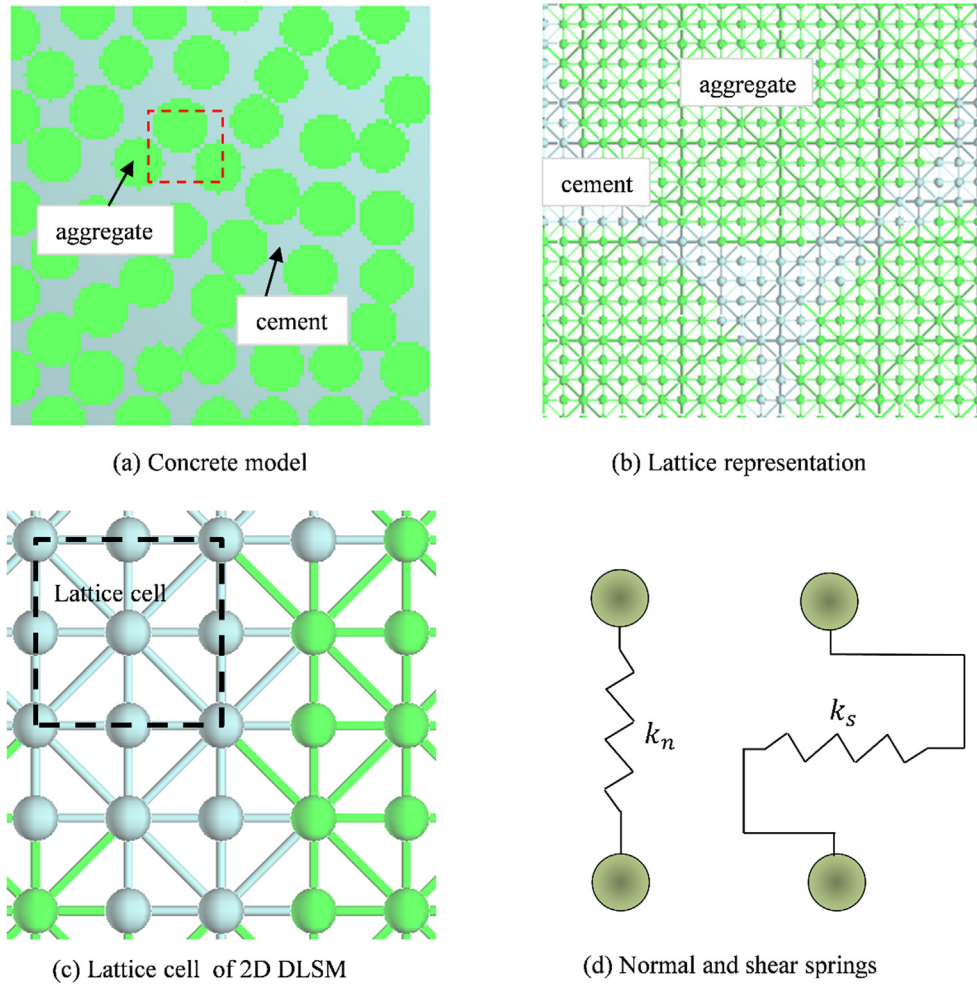 aggregate
cement
(a) Concrete model
aggregate
cement
(b) Lattice representation
Lattice cell
(c) Lattice cell of 2D DLSM
k_n
k_s
(d) Normal and shear springs